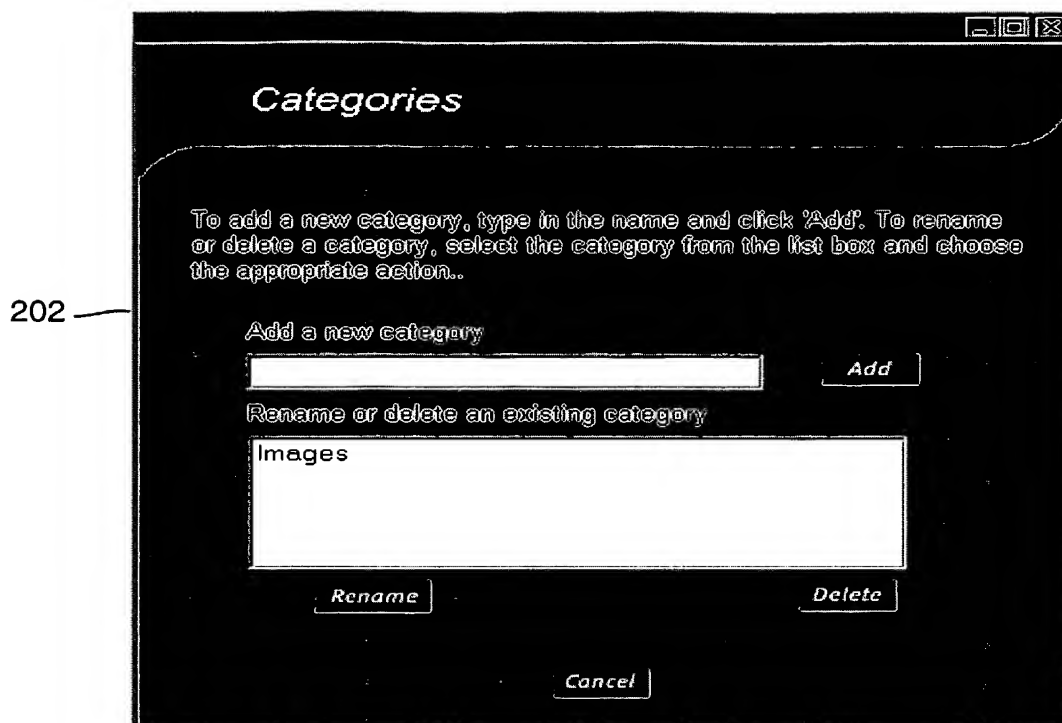 Categories
To add a new category, type in the name and click 'Add'. To rename
or delete a category, select the category from the list box and choose
the appropriate action..
202
Add a new category
Add
Rename or delete an existing category
Images
Rename
Delete
Cancel